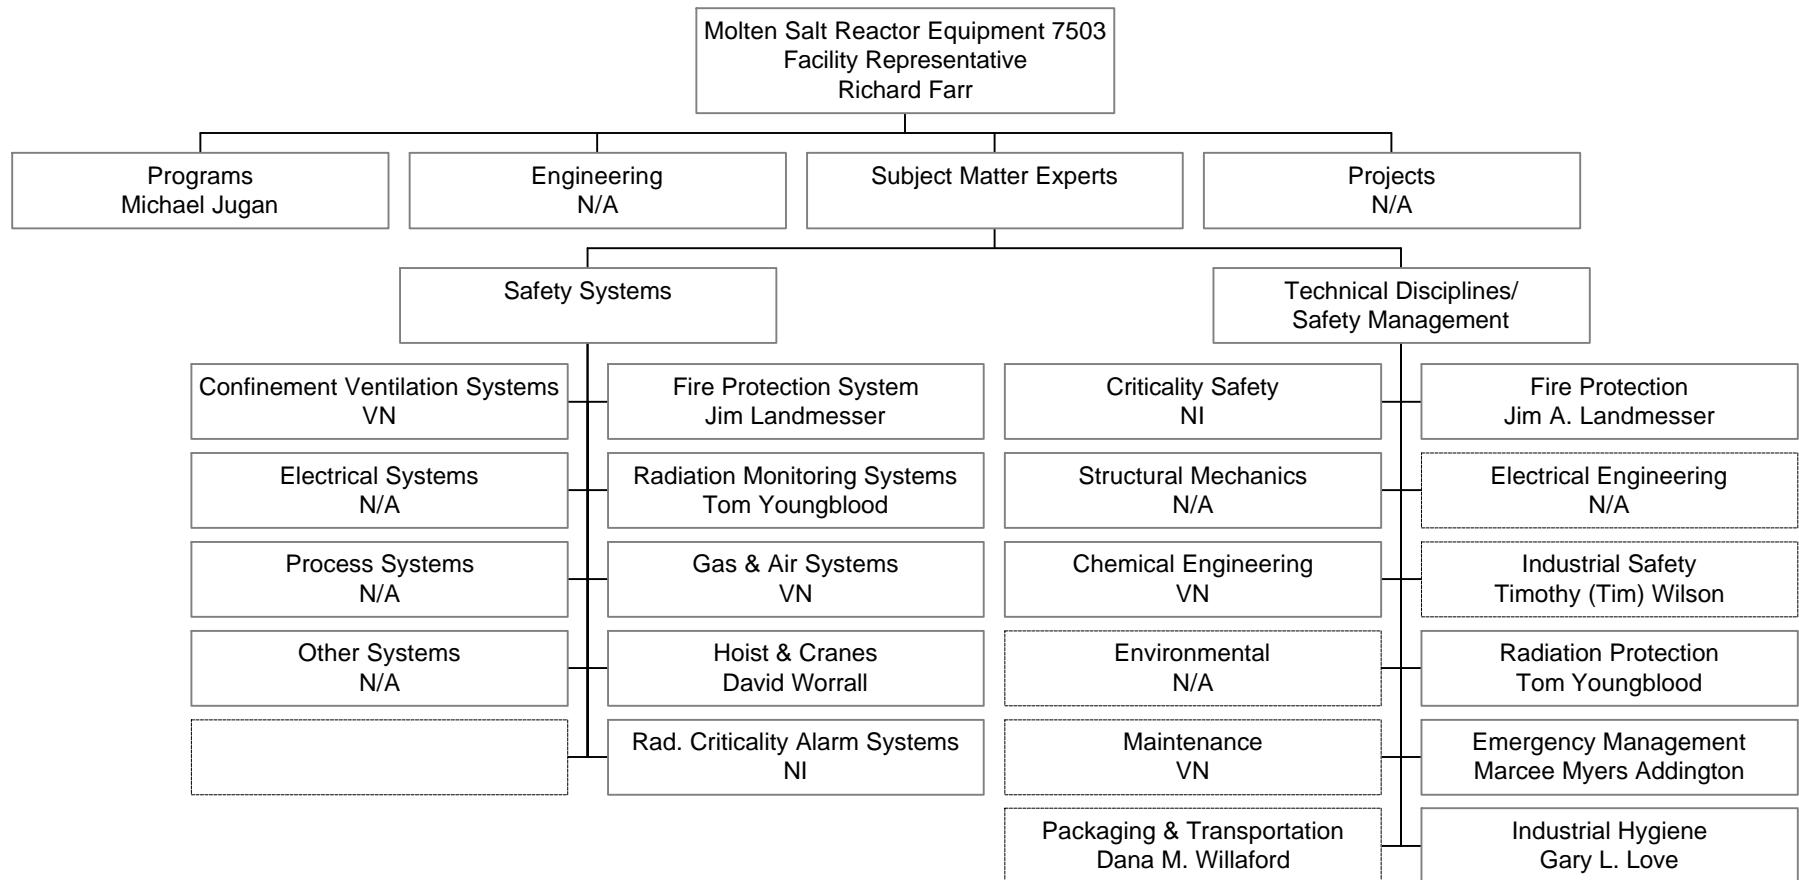 Molten Salt Reactor Equipment 7503
Facility Representative
Richard Farr
Programs
Michael Jugan
Engineering
N/A
Subject Matter Experts
Projects
N/A
Safety Systems
Technical Disciplines/
Safety Management
Confinement Ventilation Systems
VN
Fire Protection System
Jim Landmesser
Criticality Safety
NI
Fire Protection
Jim A. Landmesser
Electrical Systems
N/A
Radiation Monitoring Systems
Tom Youngblood
Structural Mechanics
N/A
Electrical Engineering
N/A
Process Systems
N/A
Gas & Air Systems
VN
Chemical Engineering
VN
Industrial Safety
Timothy (Tim) Wilson
Other Systems
N/A
Hoist & Cranes
David Worrall
Environmental
N/A
Radiation Protection
Tom Youngblood
Rad. Criticality Alarm Systems
NI
Maintenance
VN
Emergency Management
Marcee Myers Addington
Packaging & Transportation
Dana M. Willaford
Industrial Hygiene
Gary L. Love